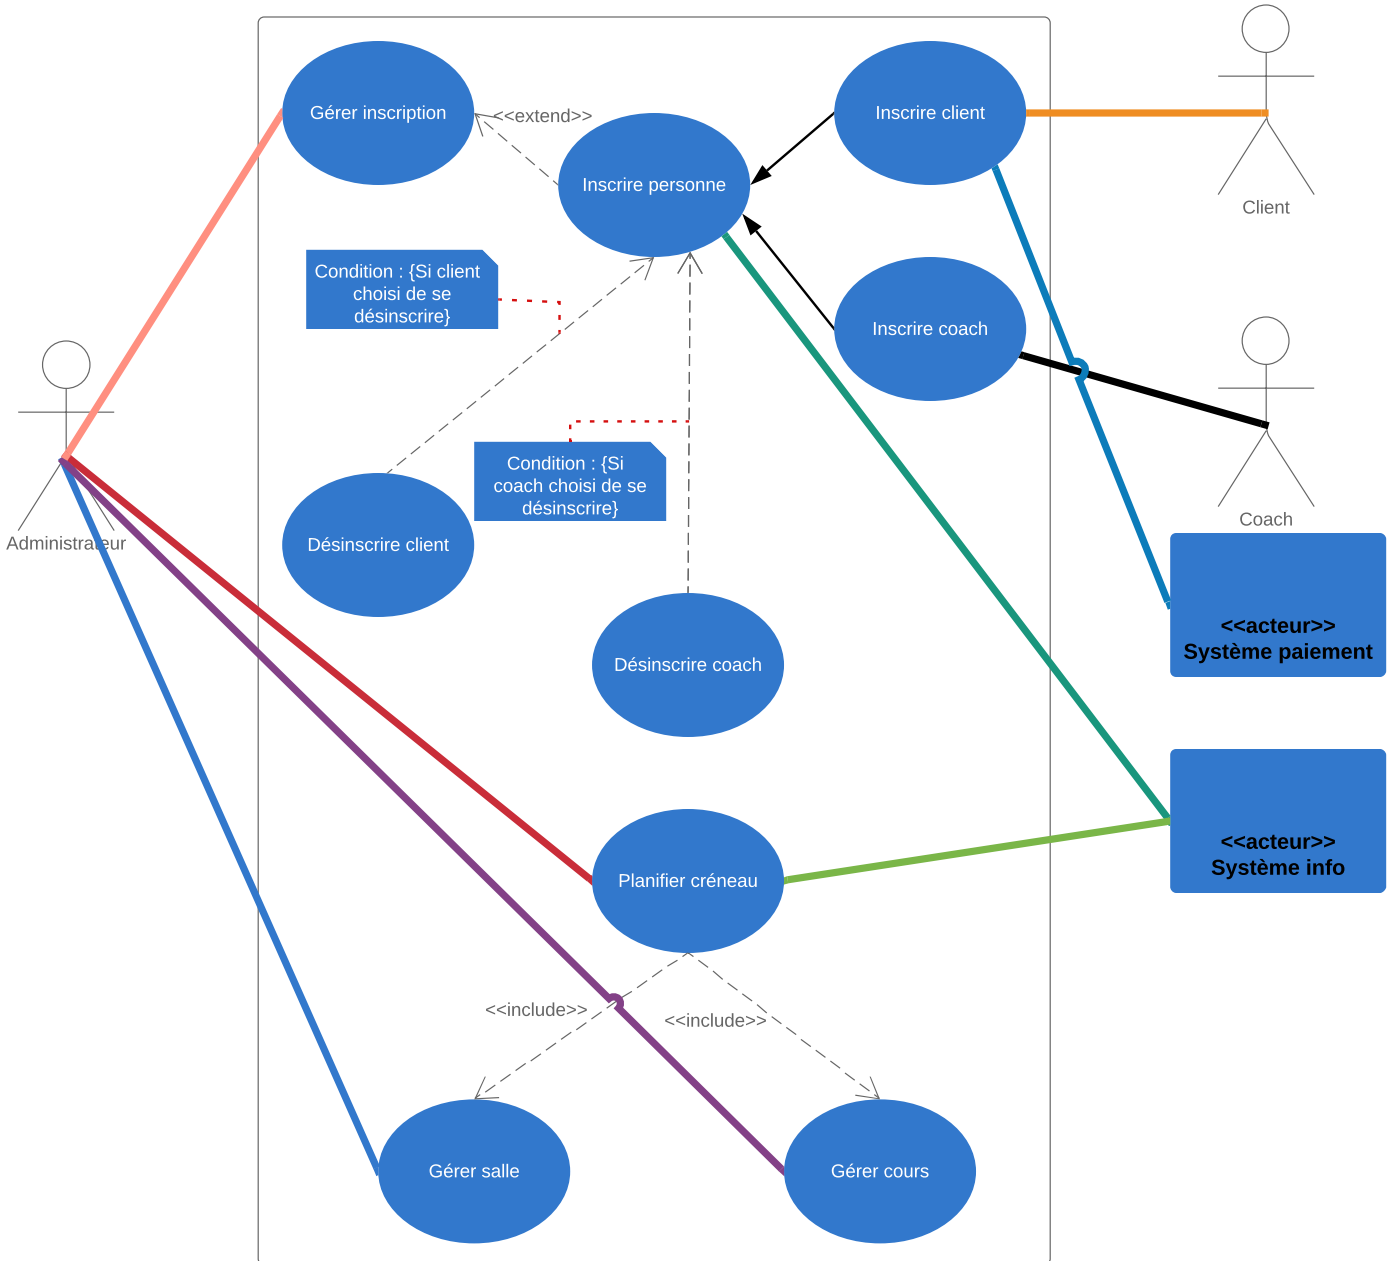 Gérer inscription
<<extend>>
Inscrire personne
Inscrire client
Client
Condition : {Si client
choisi de se
désinscrire}
Inscrire coach
Condition : {Si
coach choisi de se
désinscrire}
Coach
Administrateur
Désinscrire client
<<acteur>>
Système paiement
Désinscrire coach
<<acteur>>
Système info
Planifier créneau
<<include>>
<<include>>
Gérer salle
Gérer cours